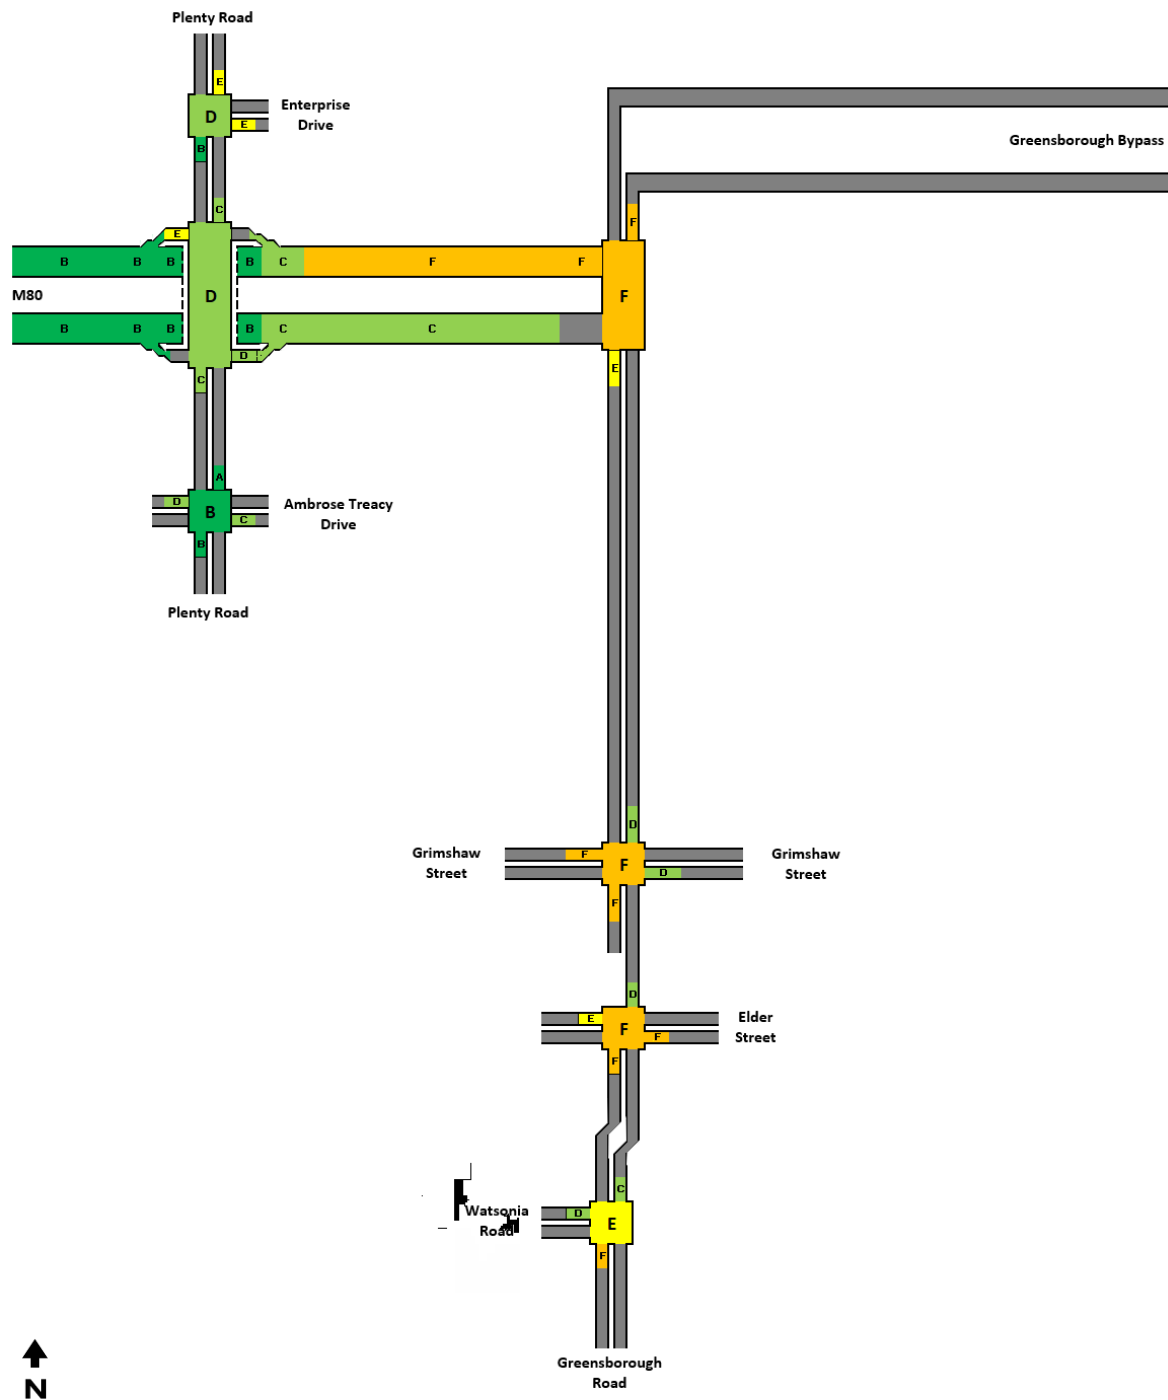 Plenty Road
E
Enterprise
Drive
D
E
B
Greensborough Bypass
C
F
E
B B B B C F F
M80
D
F
B B B B C C
D
E
C
A
D
Ambrose Treacy
Drive
B
C
B
Plenty Road
D
Grimshaw
Street
F
F
D
Grimshaw
Street
F
D
E
F
F
Elder
Street
F
C
Watsonia
Road
D
E
F
Greensborough
Road
N